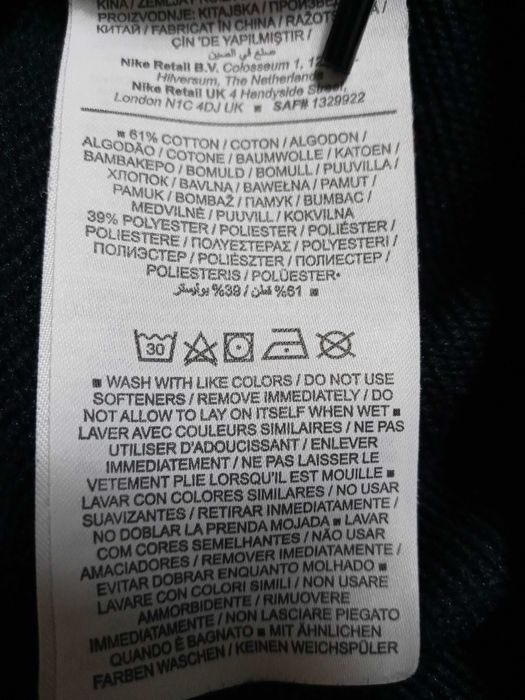 PROIZVODNJE: KITAJSKA /
КИТАЙ / FABRICAT ÎN CHINA /
ÇİN 'DE YAPILMIŞTIR /
صنع في الصين
Nike Retail B.V. Colosseum 1,
Hilversum, The Netherlands
Nike Retail UK 4 Handyside Street,
London N1C 4DJ UK ■ SAF# 1329922
■ 61% COTTON / COTON / ALGODON /
ALGODÃO / COTONE / BAUMWOLLE / KATOEN /
ΒΑΜΒΑΚΕΡΟ / BOMULD / BOMULL / PUUVILLA /
ХЛОПОК / BAVLNA / BAWEŁNA / PAMUT /
PAMUK / BOMBAŽ / ПАМУК / BUMBAC /
MEDVILNĖ / PUUVILL / KOKVILNA
39% POLYESTER / POLIESTER / POLIÉSTER /
POLIESTERE / ΠΟΛΥΕΣΤΕΡΑΣ / POLYESTERI /
ПОЛИЭСТЕР / POLIÉSZTER / ПОЛИЕСТЕР /
POLIESTERIS / POLÜESTER•
%61 قطن / %39 بوليستر ■
30
■ WASH WITH LIKE COLORS / DO NOT USE
SOFTENERS / REMOVE IMMEDIATELY / DO
NOT ALLOW TO LAY ON ITSELF WHEN WET ■
LAVER AVEC COULEURS SIMILAIRES / NE PAS
UTILISER D'ADOUCISSANT / ENLEVER
IMMEDIATEMENT / NE PAS LAISSER LE
VETEMENT PLIE LORSQU'IL EST MOUILLE ■
LAVAR CON COLORES SIMILARES / NO USAR
SUAVIZANTES / RETIRAR INMEDIATAMENTE /
NO DOBLAR LA PRENDA MOJADA ■ LAVAR
COM CORES SEMELHANTES / NÃO USAR
AMACIADORES / REMOVER IMEDIATAMENTE /
EVITAR DOBRAR ENQUANTO MOLHADO ■
LAVARE CON COLORI SIMILI / NON USARE
AMMORBIDENTE / RIMUOVERE
IMMEDIATAMENTE / NON LASCIARE PIEGATO
QUANDO È BAGNATO ■ MIT ÄHNLICHEN
FARBEN WASCHEN / KEINEN WEICHSPÜLER